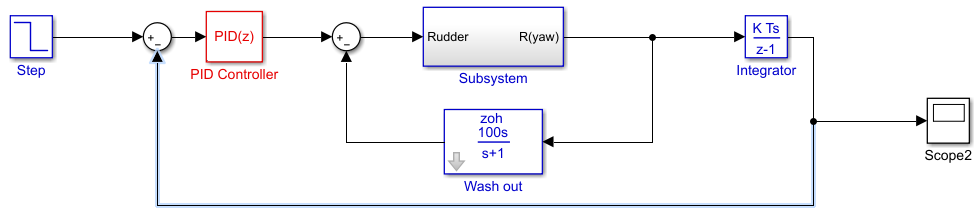 +
−
PID(z)
+
−
Rudder
R(yaw)
K Ts
z-1
Step
PID Controller
Subsystem
Integrator
zoh
100s
s+1
Wash out
Scope2